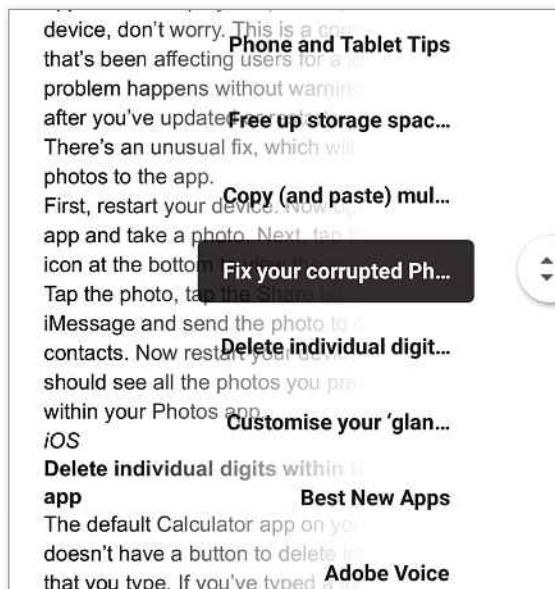 device, don't worry. This is a
that's been affecting users for a
problem happens without warning
after you've updated
There's an unusual fix, which will
photos to the app.
First, restart your device. Now
app and take a photo. Next, tap
icon at the bottom
Tap the photo, tap the Share
iMessage and send the photo to
contacts. Now restart your device
should see all the photos you
within your Photos app.
iOS
Delete individual digits within
app
The default Calculator app on
doesn't have a button to delete
that you type. If you've typed a
Phone and Tablet Tips
Free up storage spac...
Copy (and paste) mul...
Fix your corrupted Ph...
Delete individual digit...
Customise your ‘glan...
Best New Apps
Adobe Voice